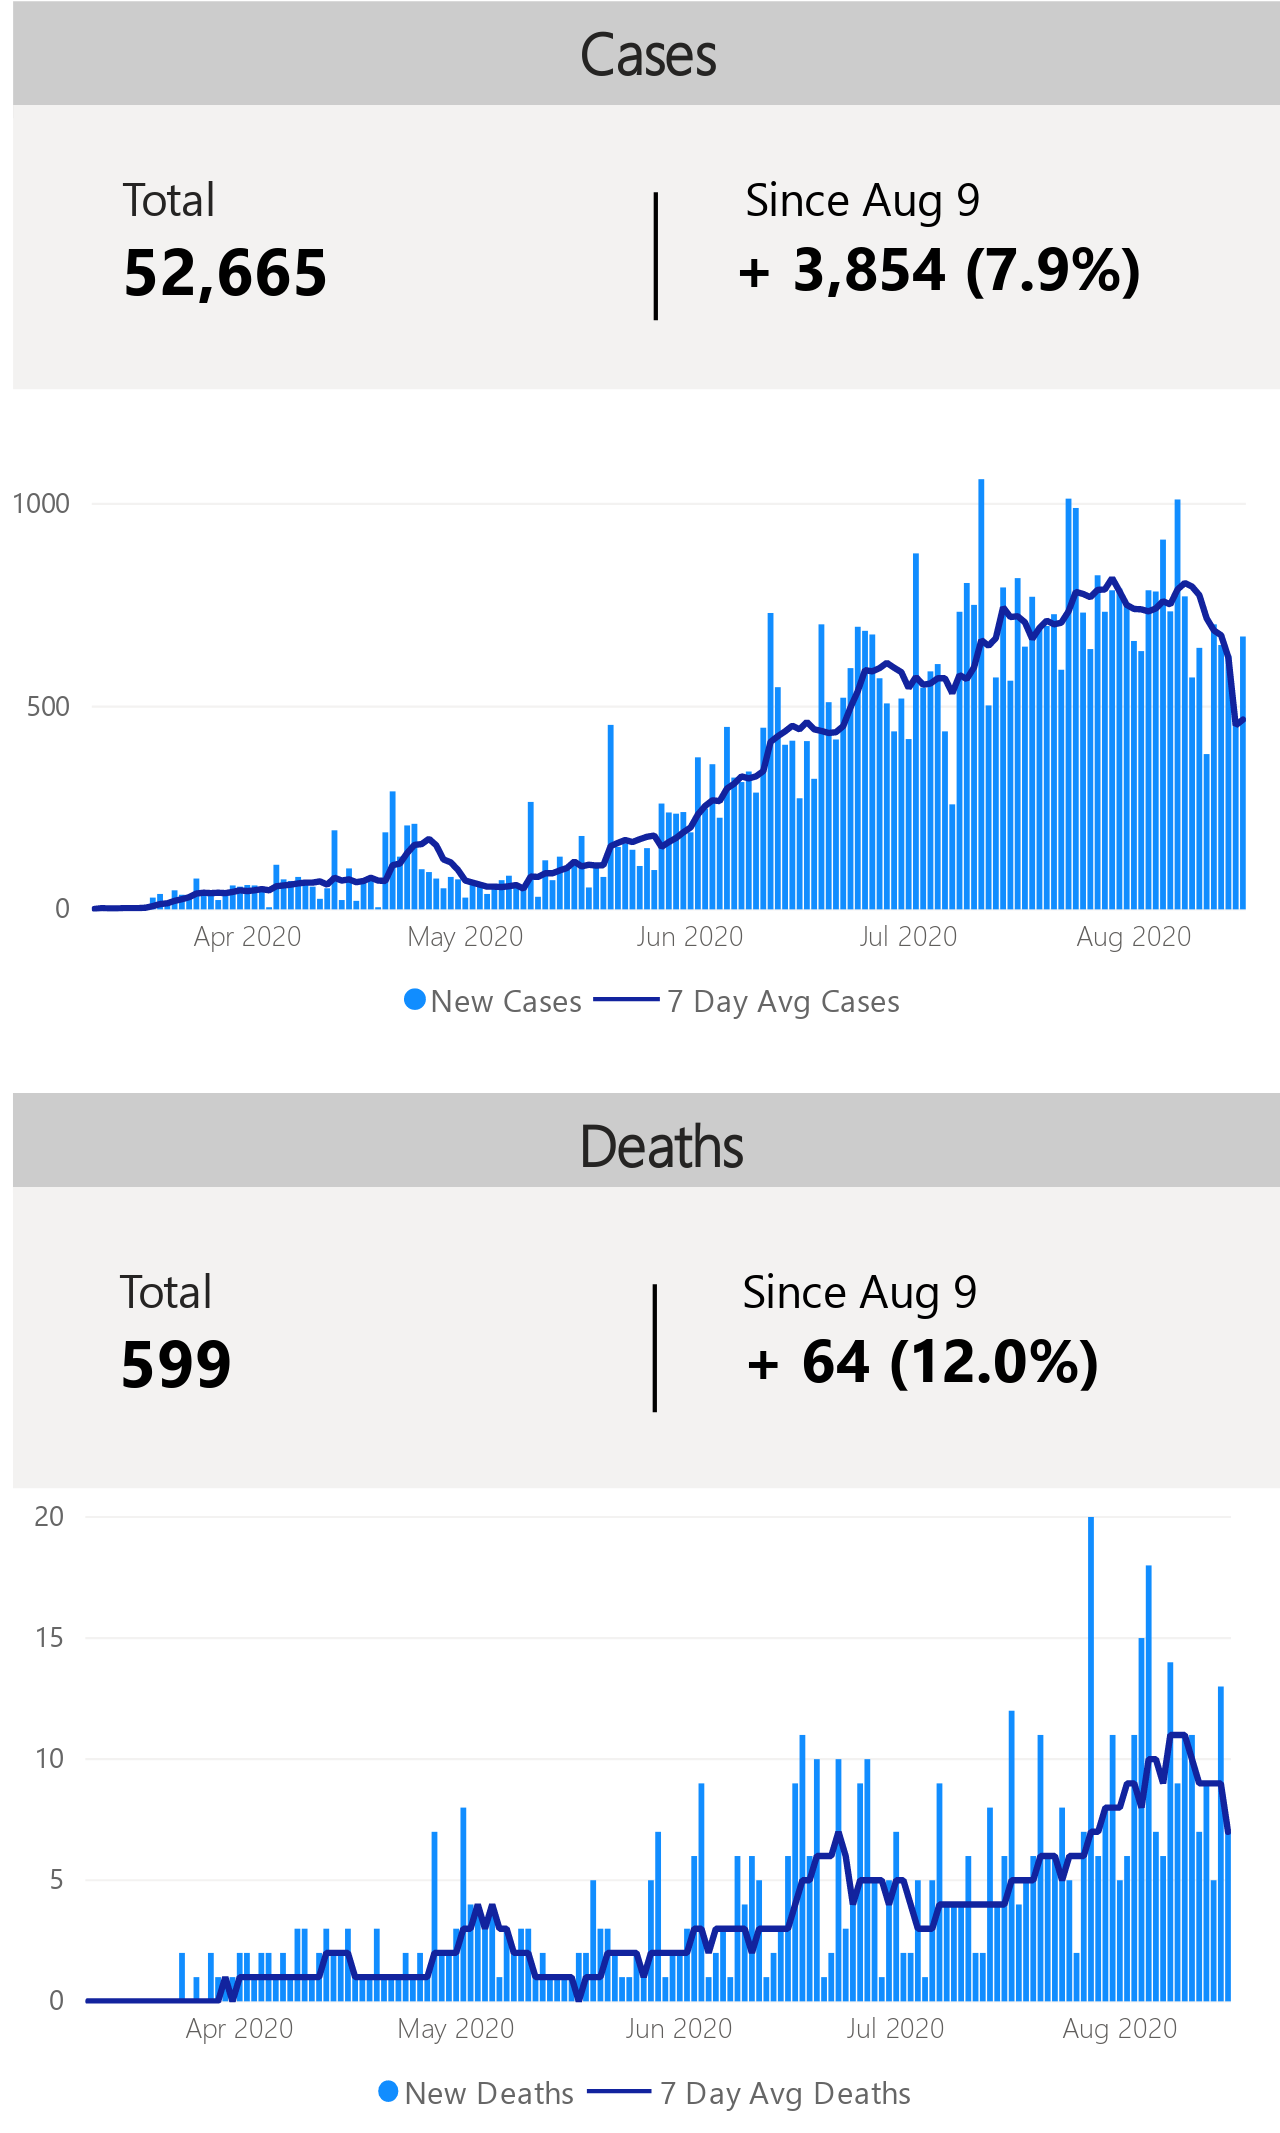 Cases
Total
Since Aug 9
52,665
+ 3,854 (7.9%)
1000
500
0
Apr 2020
May 2020
Jun 2020
Jul 2020
Aug 2020
New Cases
7 Day Avg Cases
Deaths
Total
Since Aug 9
599
+ 64 (12.0%)
20
15
10
5
0
Apr 2020
May 2020
Jun 2020
Jul 2020
Aug 2020
New Deaths
7 Day Avg Deaths